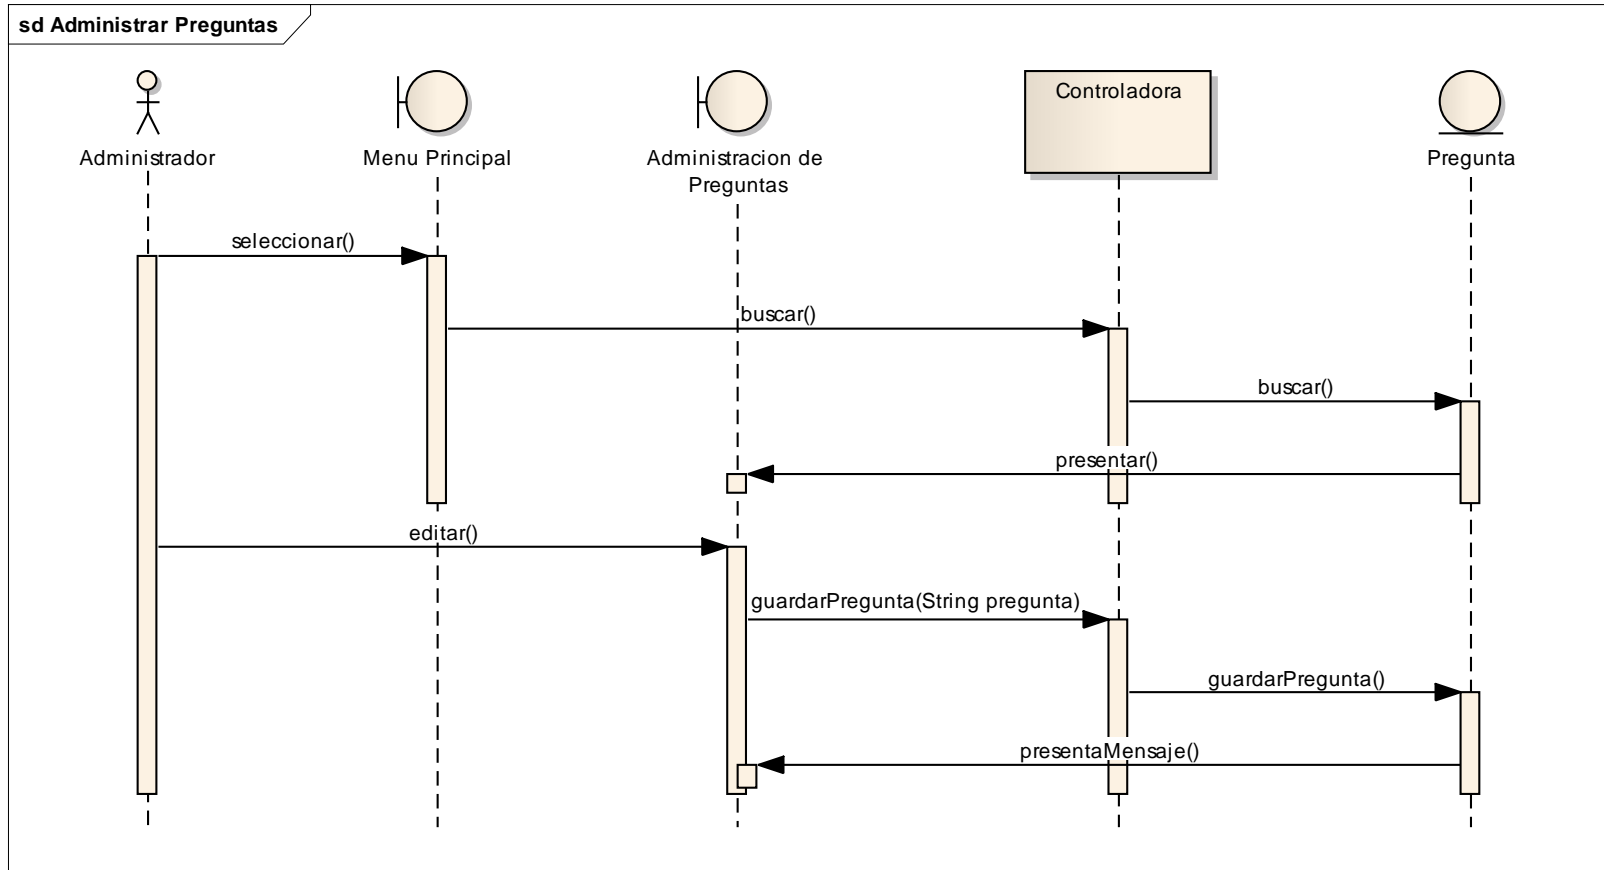 sd Administrar Preguntas
Administrador
Menu Principal
Administracion de
Preguntas
Controladora
Pregunta
seleccionar()
buscar()
buscar()
presentar()
editar()
guardarPregunta(String pregunta)
guardarPregunta()
presentaMensaje()